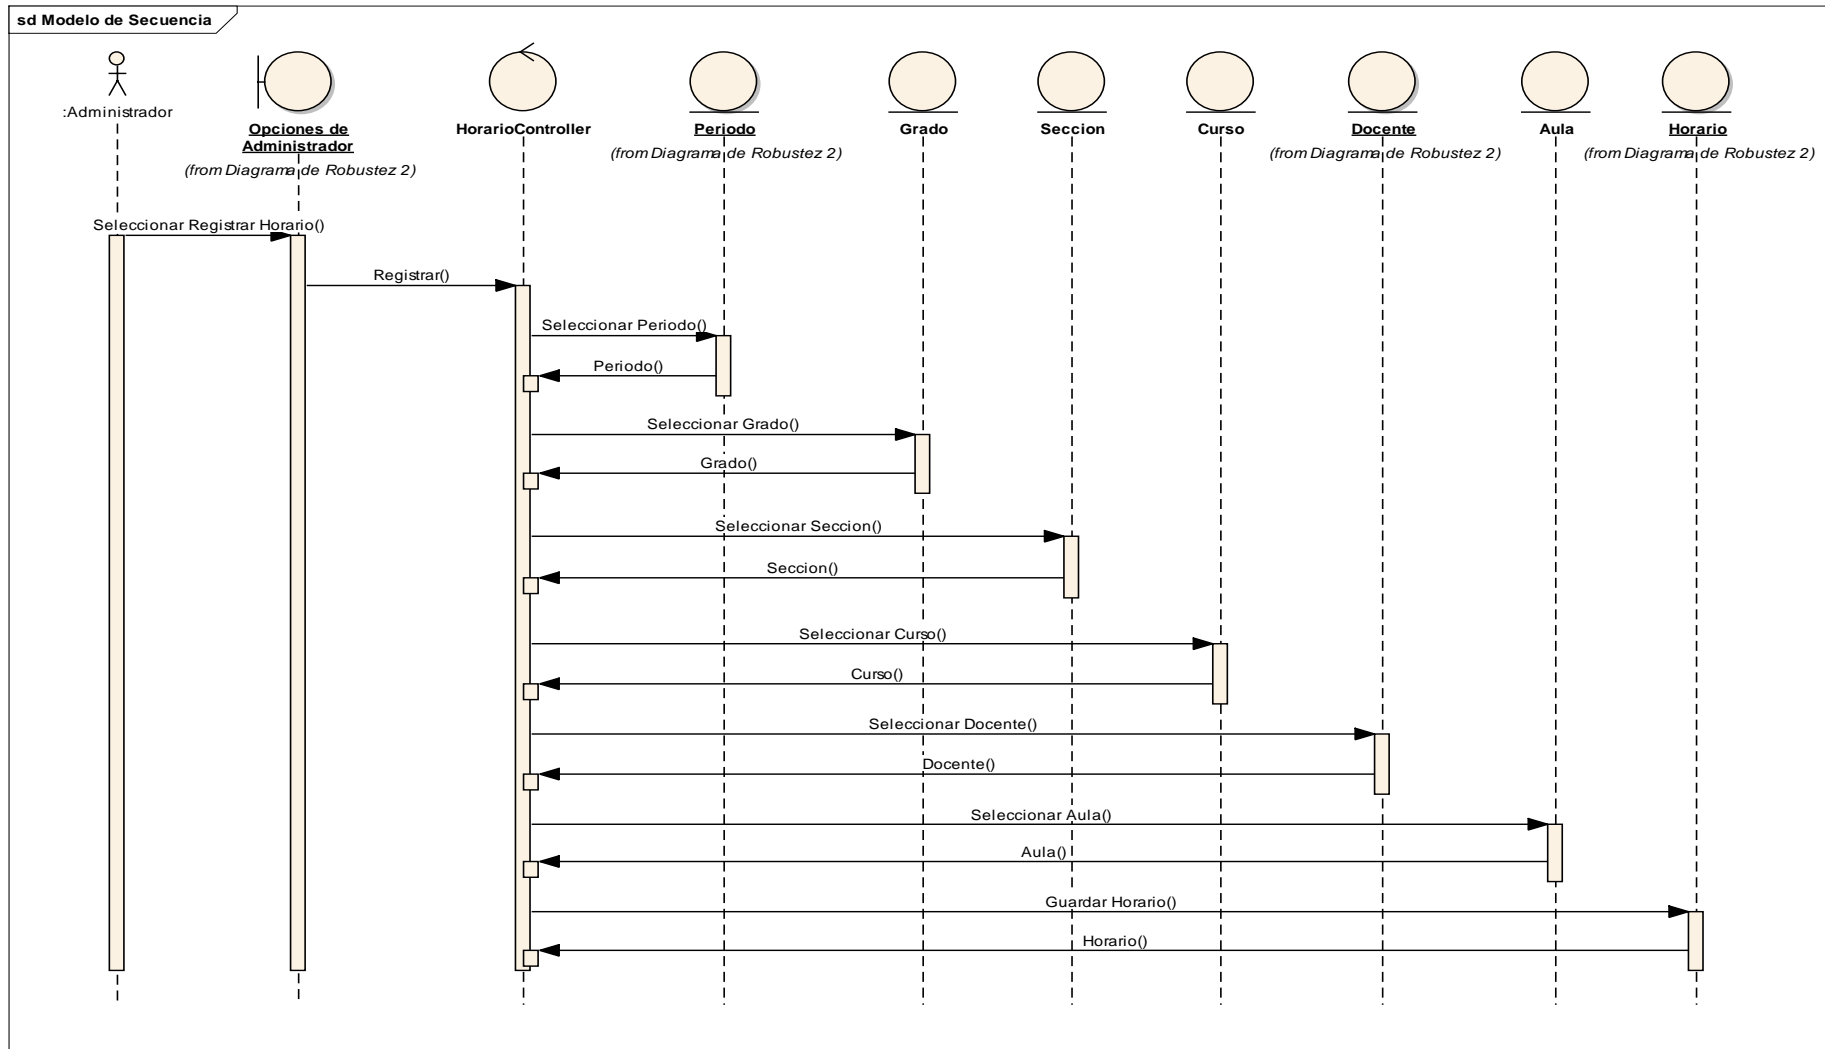 sd Modelo de Secuencia
:Administrador
Opciones de
Administrador
(from Diagrama de Robustez 2)
HorarioController
Periodo
(from Diagrama de Robustez 2)
Grado
Seccion
Curso
Docente
(from Diagrama de Robustez 2)
Aula
Horario
(from Diagrama de Robustez 2)
Seleccionar Registrar Horario()
Registrar()
Seleccionar Periodo()
Periodo()
Seleccionar Grado()
Grado()
Seleccionar Seccion()
Seccion()
Seleccionar Curso()
Curso()
Seleccionar Docente()
Docente()
Seleccionar Aula()
Aula()
Guardar Horario()
Horario()